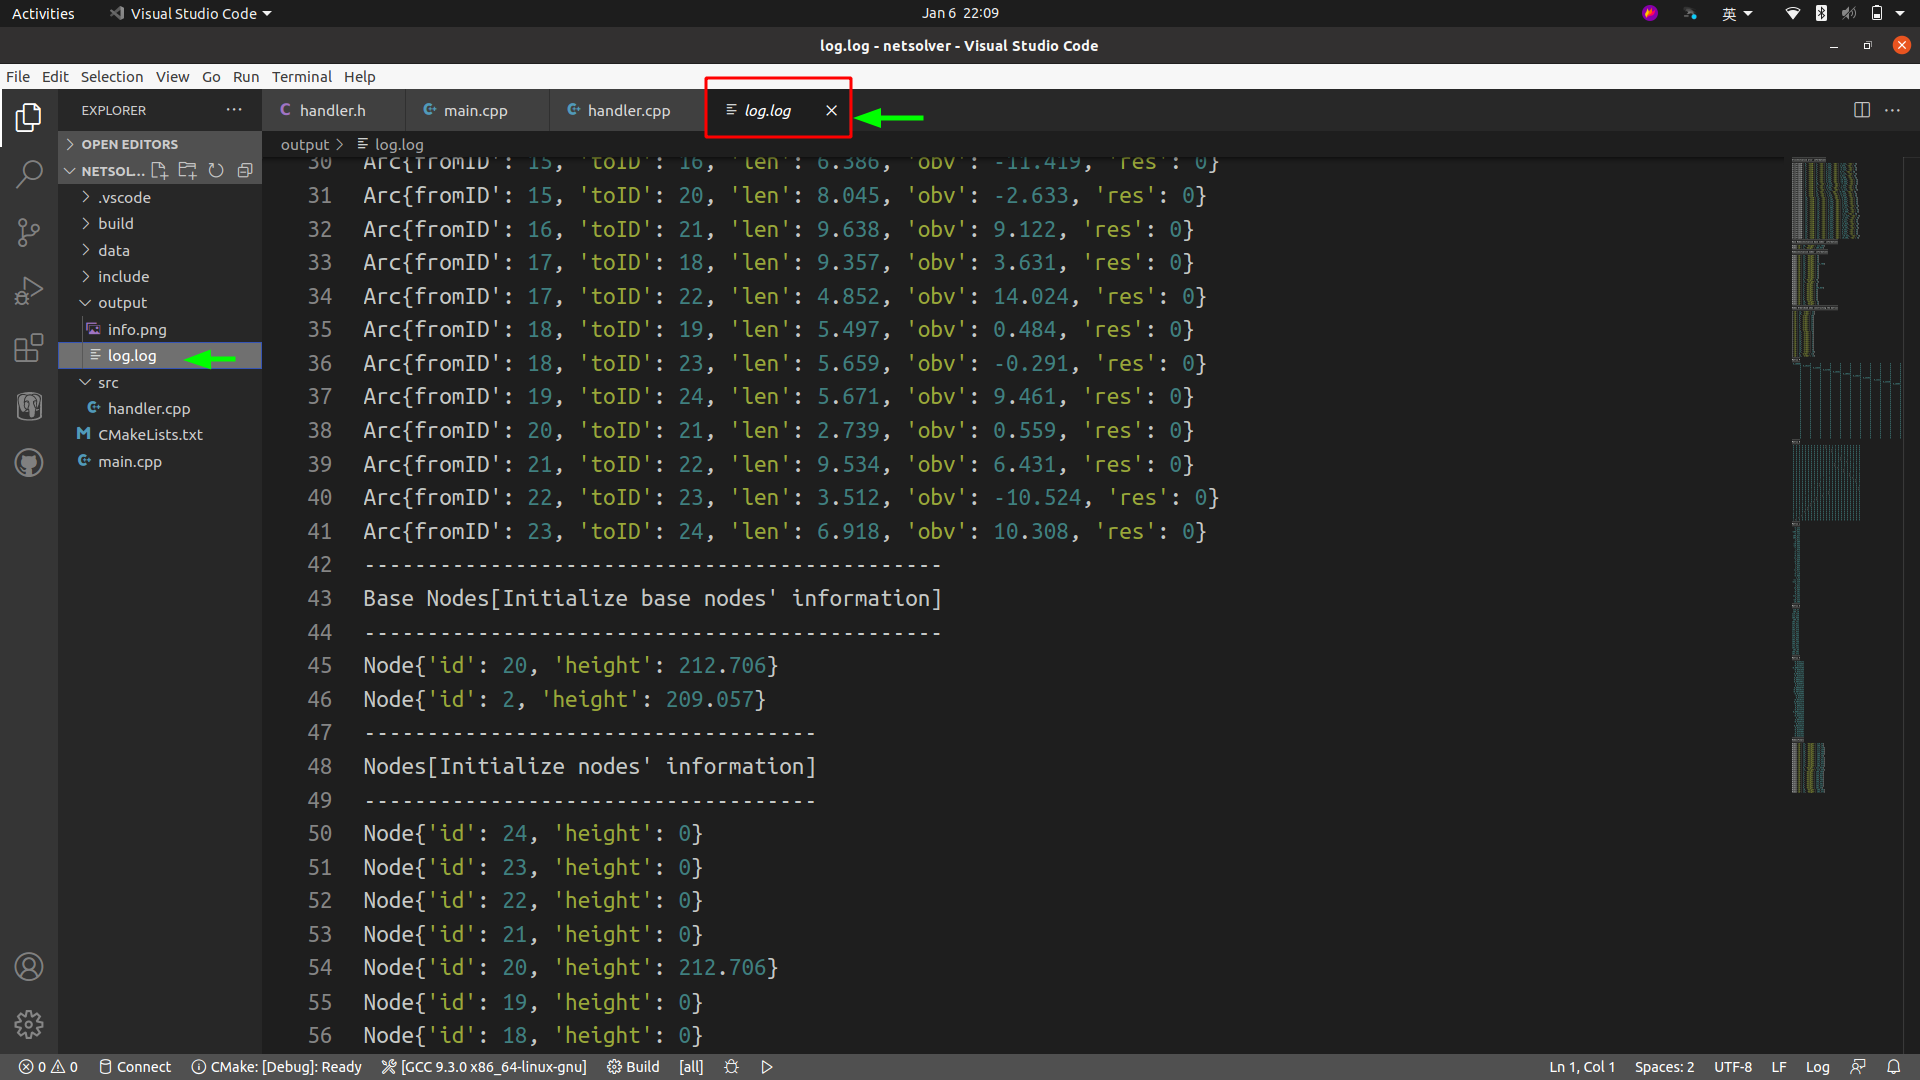 Activities Visual Studio Code Jan 6 22:09 英
log.log - netsolver - Visual Studio Code
File Edit Selection View Go Run Terminal Help
EXPLORER handler.h main.cpp handler.cpp log.log
OPEN EDITORS
output > log.log
NETSOL...
.vscode
build
data
include
output
info.png
log.log
src
handler.cpp
CMakeLists.txt
main.cpp
30 Arc{fromID': 15, 'toID': 16, 'len': 6.386, 'obv': -11.419, 'res': 0}
31 Arc{fromID': 15, 'toID': 20, 'len': 8.045, 'obv': -2.633, 'res': 0}
32 Arc{fromID': 16, 'toID': 21, 'len': 9.638, 'obv': 9.122, 'res': 0}
33 Arc{fromID': 17, 'toID': 18, 'len': 9.357, 'obv': 3.631, 'res': 0}
34 Arc{fromID': 17, 'toID': 22, 'len': 4.852, 'obv': 14.024, 'res': 0}
35 Arc{fromID': 18, 'toID': 19, 'len': 5.497, 'obv': 0.484, 'res': 0}
36 Arc{fromID': 18, 'toID': 23, 'len': 5.659, 'obv': -0.291, 'res': 0}
37 Arc{fromID': 19, 'toID': 24, 'len': 5.671, 'obv': 9.461, 'res': 0}
38 Arc{fromID': 20, 'toID': 21, 'len': 2.739, 'obv': 0.559, 'res': 0}
39 Arc{fromID': 21, 'toID': 22, 'len': 9.534, 'obv': 6.431, 'res': 0}
40 Arc{fromID': 22, 'toID': 23, 'len': 3.512, 'obv': -10.524, 'res': 0}
41 Arc{fromID': 23, 'toID': 24, 'len': 6.918, 'obv': 10.308, 'res': 0}
42 ----------------------------------------------
43 Base Nodes[Initialize base nodes' information]
44 ----------------------------------------------
45 Node{'id': 20, 'height': 212.706}
46 Node{'id': 2, 'height': 209.057}
47 ------------------------------------
48 Nodes[Initialize nodes' information]
49 ------------------------------------
50 Node{'id': 24, 'height': 0}
51 Node{'id': 23, 'height': 0}
52 Node{'id': 22, 'height': 0}
53 Node{'id': 21, 'height': 0}
54 Node{'id': 20, 'height': 212.706}
55 Node{'id': 19, 'height': 0}
56 Node{'id': 18, 'height': 0}
0 0 Connect CMake: [Debug]: Ready [GCC 9.3.0 x86_64-linux-gnu] Build [all] Ln 1, Col 1 Spaces: 2 UTF-8 LF Log